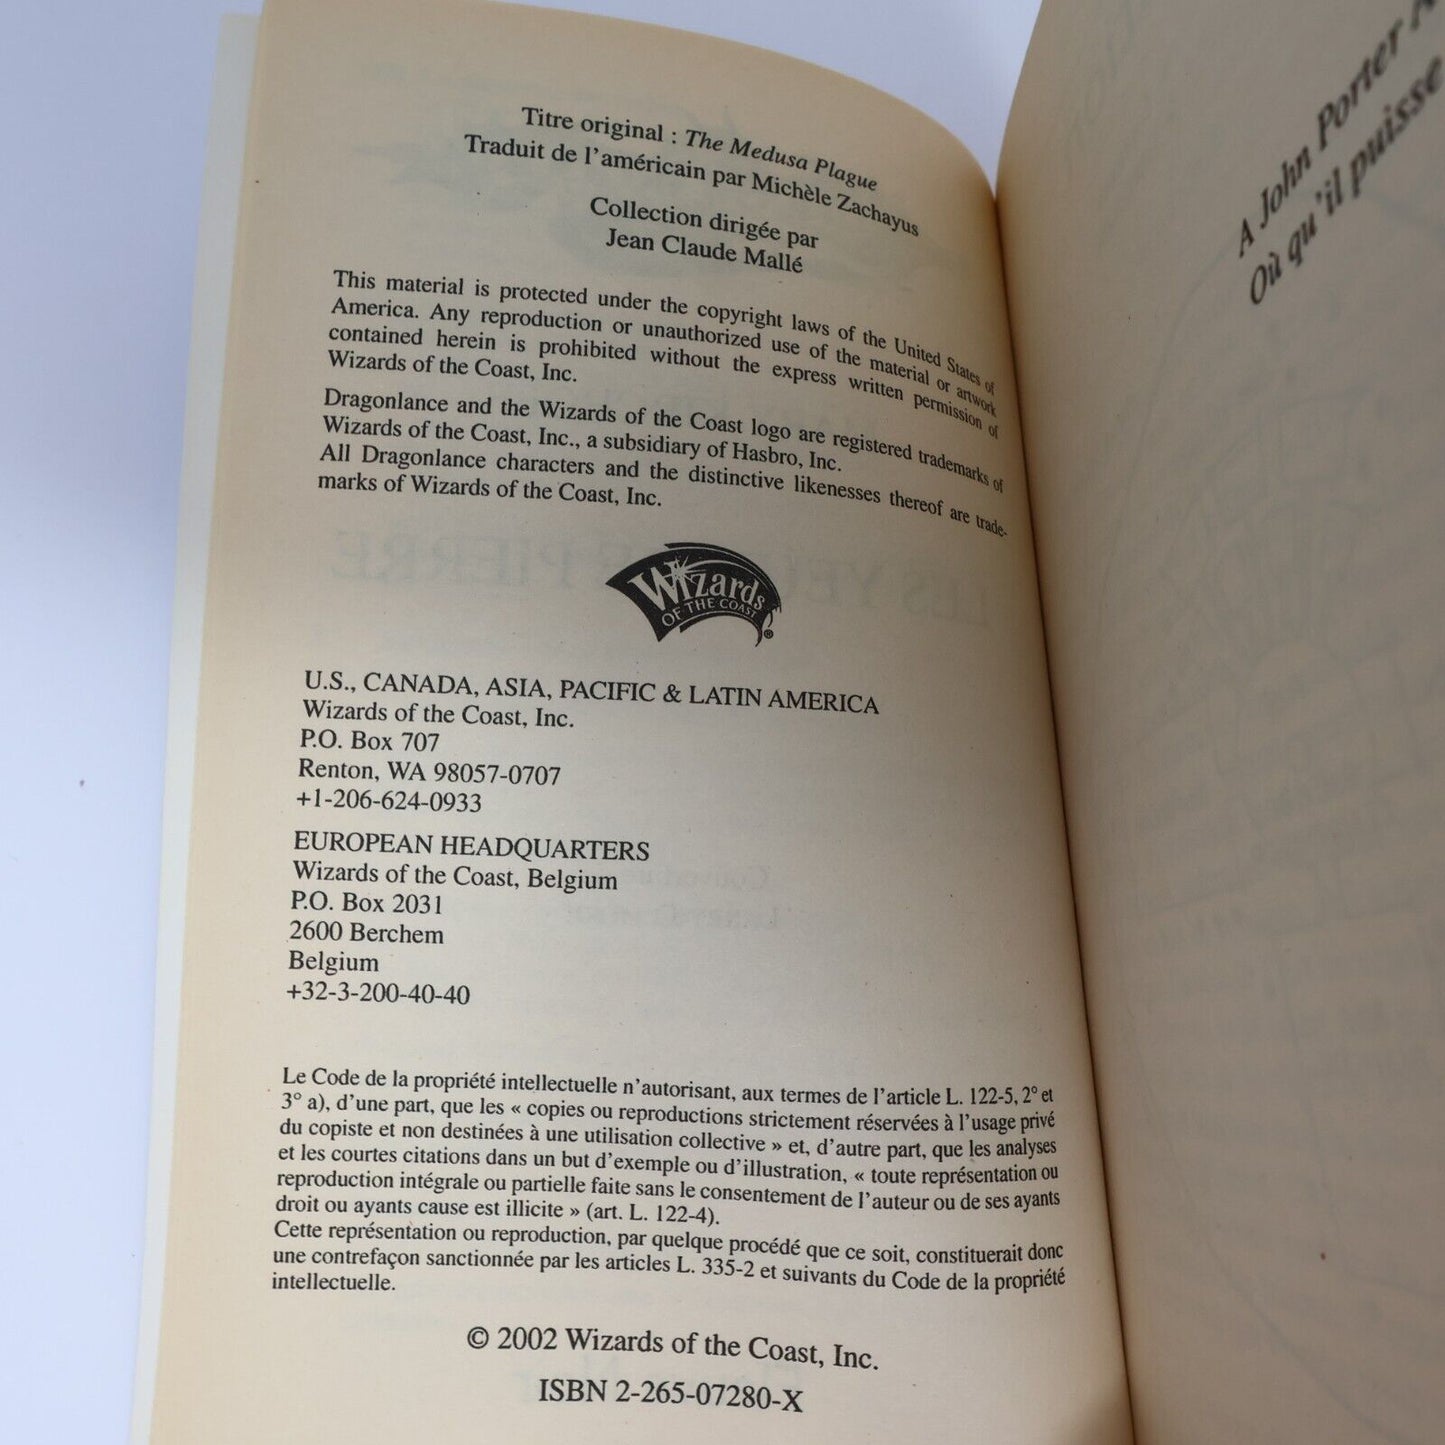 Titre original : The Medusa Plague
Traduit de l'américain par Michèle Zachayus
Collection dirigée par
Jean Claude Mallé
This material is protected under the copyright laws of the United States of
America. Any reproduction or unauthorized use of the material or artwork
contained herein is prohibited without the express written permission of
Wizards of the Coast, Inc.
Dragonlance and the Wizards of the Coast logo are registered trademarks of
Wizards of the Coast, Inc., a subsidiary of Hasbro, Inc.
All Dragonlance characters and the distinctive likenesses thereof are trade-
marks of Wizards of the Coast, Inc.
Wizards
OF THE COAST
®
U.S., CANADA, ASIA, PACIFIC & LATIN AMERICA
Wizards of the Coast, Inc.
P.O. Box 707
Renton, WA 98057-0707
+1-206-624-0933
EUROPEAN HEADQUARTERS
Wizards of the Coast, Belgium
P.O. Box 2031
2600 Berchem
Belgium
+32-3-200-40-40
Le Code de la propriété intellectuelle n'autorisant, aux termes de l'article L. 122-5, 2° et
3° a), d'une part, que les « copies ou reproductions strictement réservées à l'usage privé
du copiste et non destinées à une utilisation collective » et, d'autre part, que les analyses
et les courtes citations dans un but d'exemple ou d'illustration, « toute représentation ou
reproduction intégrale ou partielle faite sans le consentement de l'auteur ou de ses ayants
droit ou ayants cause est illicite » (art. L. 122-4).
Cette représentation ou reproduction, par quelque procédé que ce soit, constituerait donc
une contrefaçon sanctionnée par les articles L. 335-2 et suivants du Code de la propriété
intellectuelle.
© 2002 Wizards of the Coast, Inc.
ISBN 2-265-07280-X
A John Porter
Où qu'il puisse